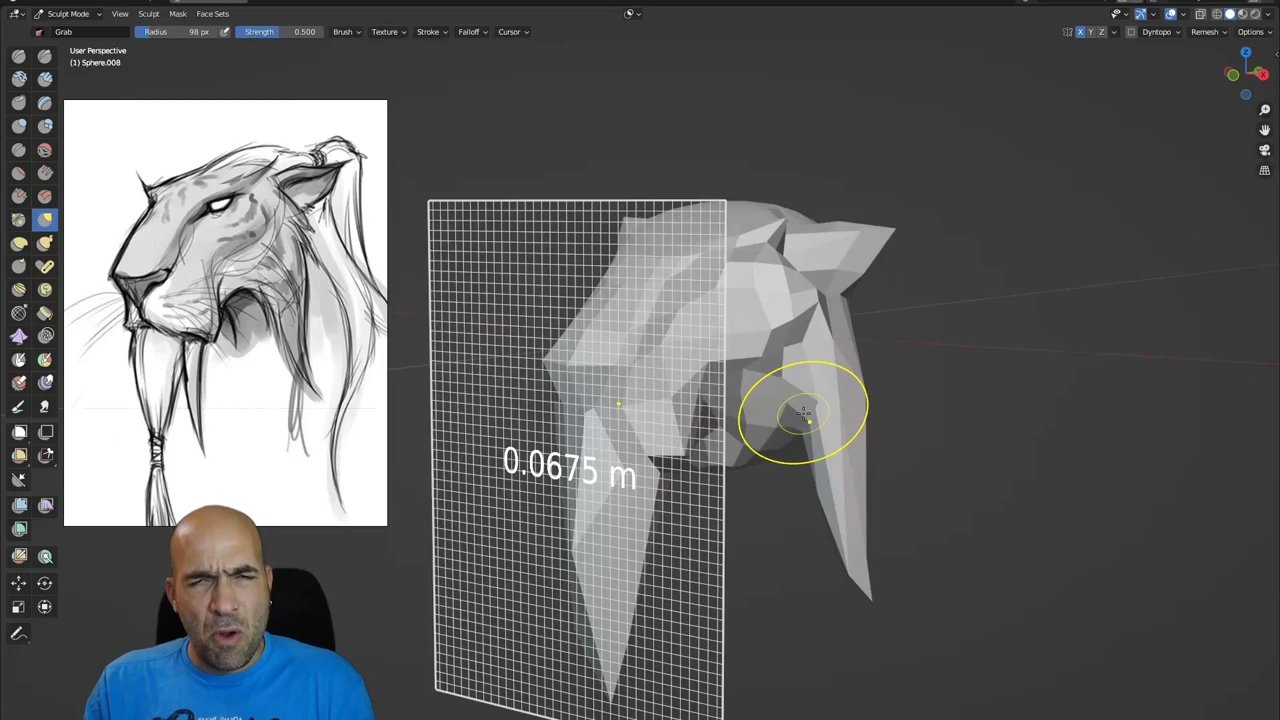 Sculpt Mode View Sculpt Mask Face Sets
Grab Radius 98 px Strength 0.500 Brush Texture Stroke Falloff Cursor X Y Z Dyntopo Remesh Options
User Perspective
(1) Sphere.008
Z
X
0.0675 m